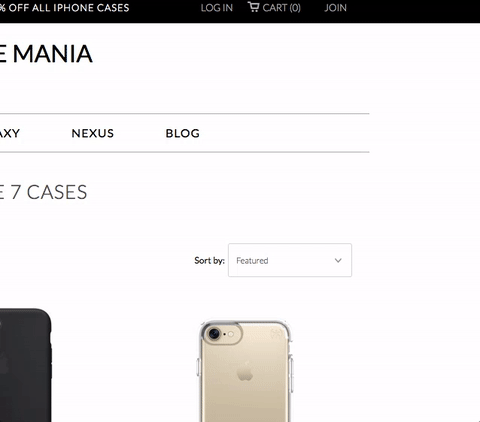 % OFF ALL IPHONE CASES LOG IN CART (0) JOIN
E MANIA
AXY NEXUS BLOG
E 7 CASES
Sort by: Featured